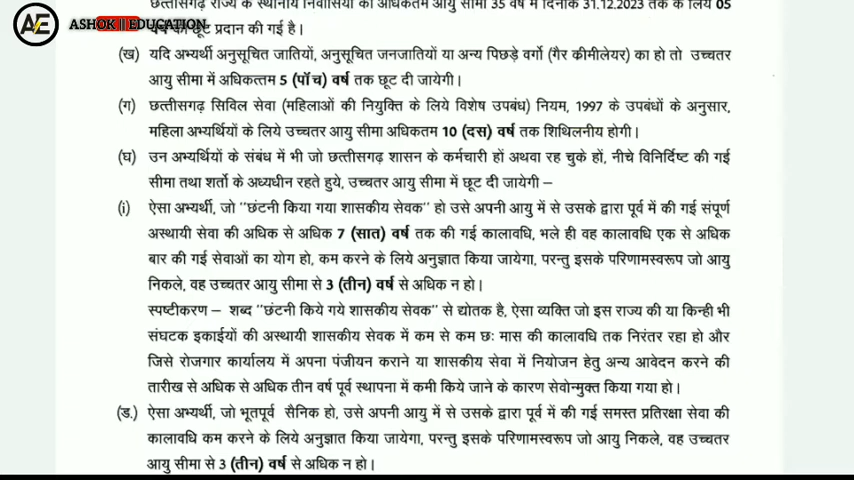 छत्तीसगढ़ राज्य के स्थानीय निवासियों को अधिकतम आयु सीमा 35 वर्ष में दिनांक 31.12.2023 तक के लिये 05
ASHOK || EDUCATION
AE
वर्ष की छूट प्रदान की गई है।
(ख) यदि अभ्यर्थी अनुसूचित जातियों, अनुसूचित जनजातियों या अन्य पिछड़े वर्गो (गैर क्रीमीलेयर) का हो तो उच्चतर
आयु सीमा में अधिकत्तम 5 (पॉच) वर्ष तक छूट दी जायेगी।
(ग) छत्तीसगढ़ सिविल सेवा (महिलाओं की नियुक्ति के लिये विशेष उपबंध) नियम, 1997 के उपबंधों के अनुसार,
महिला अभ्यर्थियों के लिये उच्चतर आयु सीमा अधिकतम 10 (दस) वर्ष तक शिथिलनीय होगी।
(घ) उन अभ्यर्थियों के संबंध में भी जो छत्तीसगढ़ शासन के कर्मचारी हों अथवा रह चुके हों, नीचे विनिर्दिष्ट की गई
सीमा तथा शर्तो के अध्यधीन रहते हुये, उच्चतर आयु सीमा में छूट दी जायेगी –
(i) ऐसा अभ्यर्थी, जो "छंटनी किया गया शासकीय सेवक" हो उसे अपनी आयु में से उसके द्वारा पूर्व में की गई संपूर्ण
अस्थायी सेवा की अधिक से अधिक 7 (सात) वर्ष तक की गई कालावधि, भले ही वह कालावधि एक से अधिक
बार की गई सेवाओं का योग हो, कम करने के लिये अनुज्ञात किया जायेगा, परन्तु इसके परिणामस्वरूप जो आयु
निकले, वह उच्चतर आयु सीमा से 3 (तीन) वर्ष से अधिक न हो।
स्पष्टीकरण – शब्द "छंटनी किये गये शासकीय सेवक" से द्योतक है, ऐसा व्यक्ति जो इस राज्य की या किन्ही भी
संघटक इकाईयों की अस्थायी शासकीय सेवक में कम से कम छः मास की कालावधि तक निरंतर रहा हो और
जिसे रोजगार कार्यालय में अपना पंजीयन कराने या शासकीय सेवा में नियोजन हेतु अन्य आवेदन करने की
तारीख से अधिक से अधिक तीन वर्ष पूर्व स्थापना में कमी किये जाने के कारण सेवोन्मुक्त किया गया हो।
(ड.) ऐसा अभ्यर्थी, जो भूतपूर्व सैनिक हो, उसे अपनी आयु में से उसके द्वारा पूर्व में की गई समस्त प्रतिरक्षा सेवा की
कालावधि कम करने के लिये अनुज्ञात किया जायेगा, परन्तु इसके परिणामस्वरूप जो आयु निकले, वह उच्चतर
आयु सीमा से 3 (तीन) वर्ष से अधिक न हो।